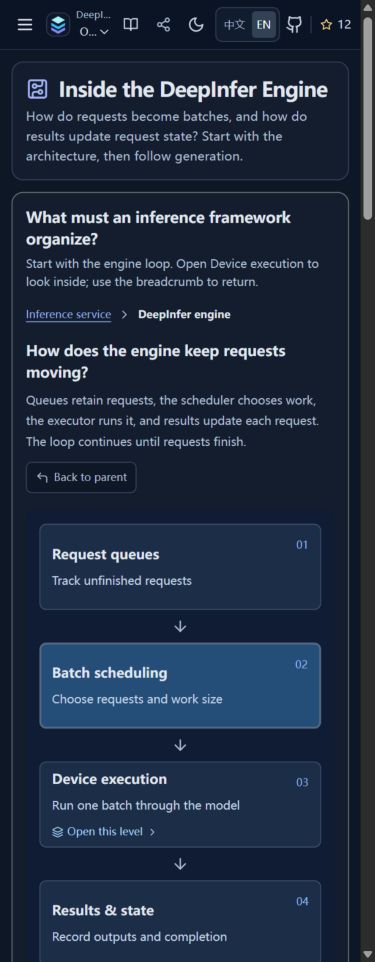 DeepI...
O...
中文
EN
12
Inside the DeepInfer Engine
How do requests become batches, and how do
results update request state? Start with the
architecture, then follow generation.
What must an inference framework
organize?
Start with the engine loop. Open Device execution to
look inside; use the breadcrumb to return.
Inference service > DeepInfer engine
How does the engine keep requests
moving?
Queues retain requests, the scheduler chooses work,
the executor runs it, and results update each request.
The loop continues until requests finish.
Back to parent
Request queues
01
Track unfinished requests
Batch scheduling
02
Choose requests and work size
Device execution
03
Run one batch through the model
Open this level >
Results & state
04
Record outputs and completion